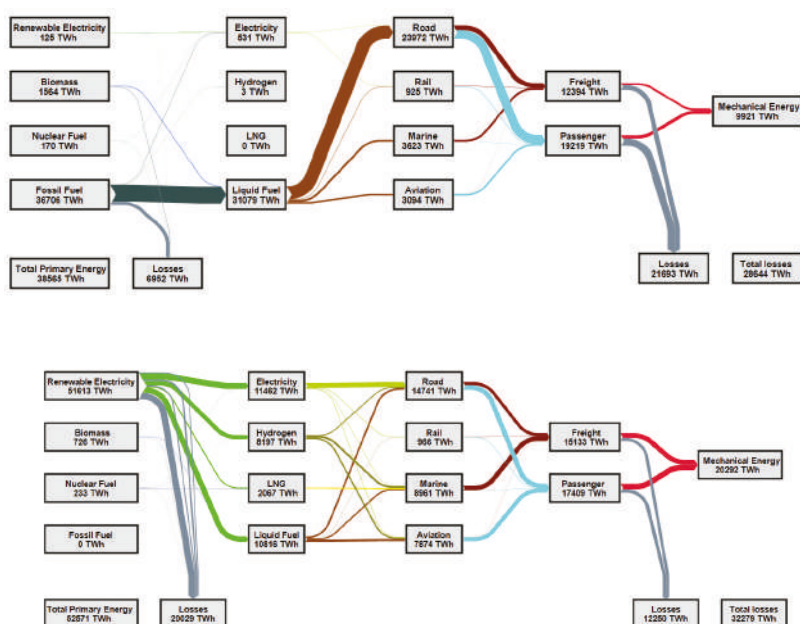 Renewable Electricity
125 TWh
Electricity
531 TWh
Road
23972 TWh
Biomass
1564 TWh
Hydrogen
3 TWh
Rail
925 TWh
Freight
12394 TWh
Mechanical Energy
9921 TWh
Nuclear Fuel
170 TWh
LNG
0 TWh
Marine
3623 TWh
Passenger
19219 TWh
Fossil Fuel
36706 TWh
Liquid Fuel
31079 TWh
Aviation
3094 TWh
Total Primary Energy
38565 TWh
Losses
6952 TWh
Losses
21693 TWh
Total losses
28644 TWh
Renewable Electricity
51613 TWh
Electricity
11462 TWh
Road
14741 TWh
Biomass
726 TWh
Hydrogen
8197 TWh
Rail
966 TWh
Freight
15133 TWh
Mechanical Energy
20292 TWh
Nuclear Fuel
233 TWh
LNG
2067 TWh
Marine
8961 TWh
Passenger
17409 TWh
Fossil Fuel
0 TWh
Liquid Fuel
10816 TWh
Aviation
7874 TWh
Total Primary Energy
52571 TWh
Losses
20029 TWh
Losses
12250 TWh
Total losses
32279 TWh